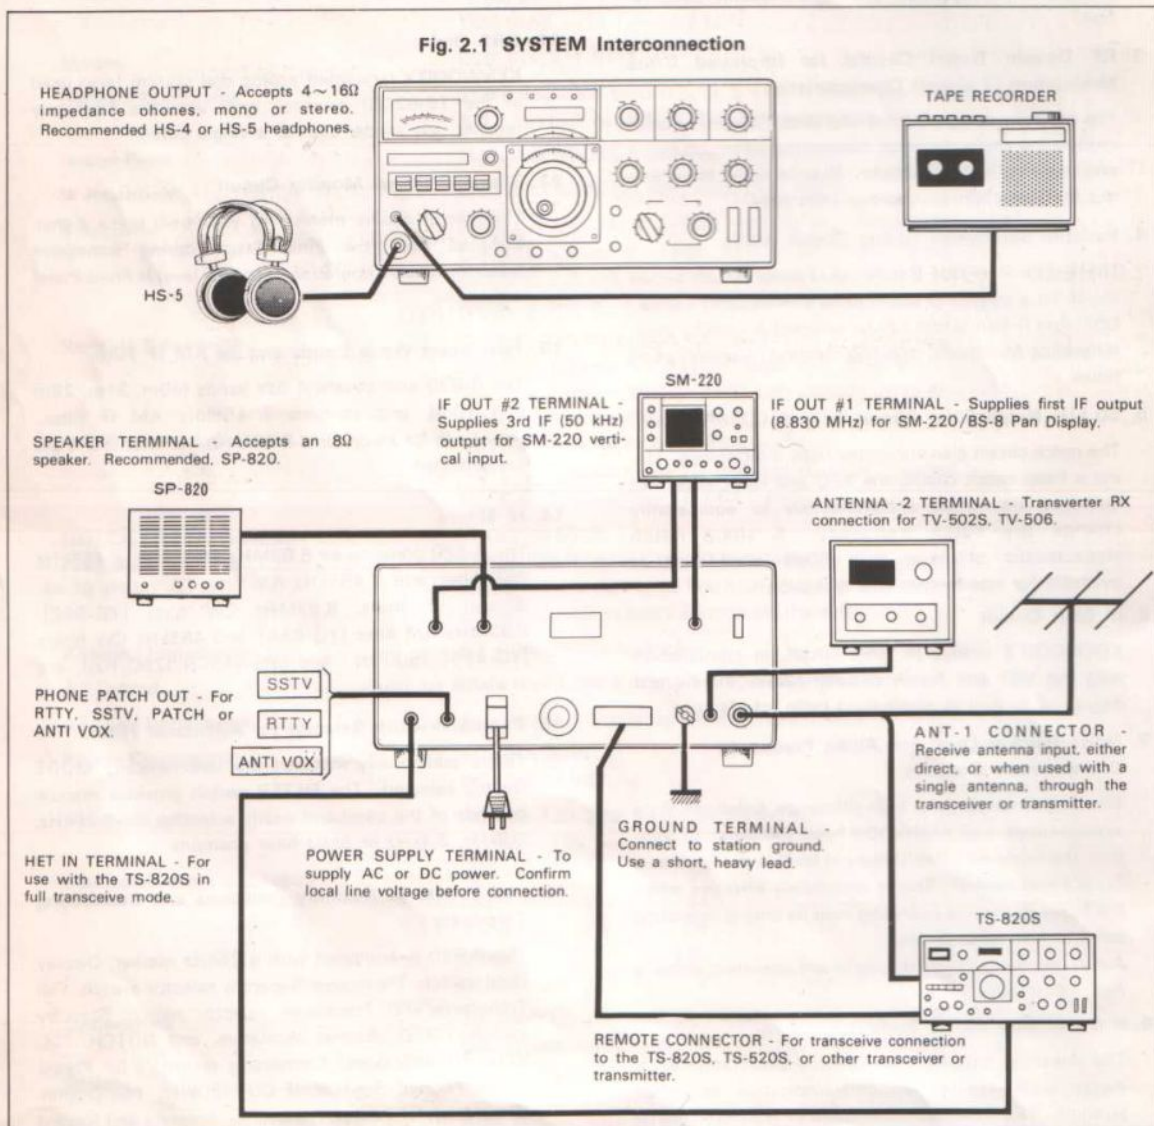 Fig. 2.1 SYSTEM Interconnection
HEADPHONE OUTPUT - Accepts 4~16Ω
impedance ohones, mono or stereo.
Recommended HS-4 or HS-5 headphones.
TAPE RECORDER
HS-5
SM-220
IF OUT #2 TERMINAL -
Supplies 3rd IF (50 kHz)
output for SM-220 verti-
cal input.
IF OUT #1 TERMINAL - Supplies first IF output
(8.830 MHz) for SM-220/BS-8 Pan Display.
SPEAKER TERMINAL - Accepts an 8Ω
speaker. Recommended, SP-820.
SP-820
ANTENNA -2 TERMINAL - Transverter RX
connection for TV-502S, TV-506.
PHONE PATCH OUT - For
RTTY, SSTV, PATCH or
ANTI VOX.
SSTV
RTTY
ANTI VOX
ANT-1 CONNECTOR -
Receive antenna input, either
direct, or when used with a
single antenna, through the
transceiver or transmitter.
GROUND TERMINAL -
Connect to station ground.
Use a short, heavy lead.
HET IN TERMINAL - For
use with the TS-820S in
full transceive mode.
POWER SUPPLY TERMINAL - To
supply AC or DC power. Confirm
local line voltage before connection.
TS-820S
REMOTE CONNECTOR - For transceive connection
to the TS-820S, TS-520S, or other transceiver or
transmitter.